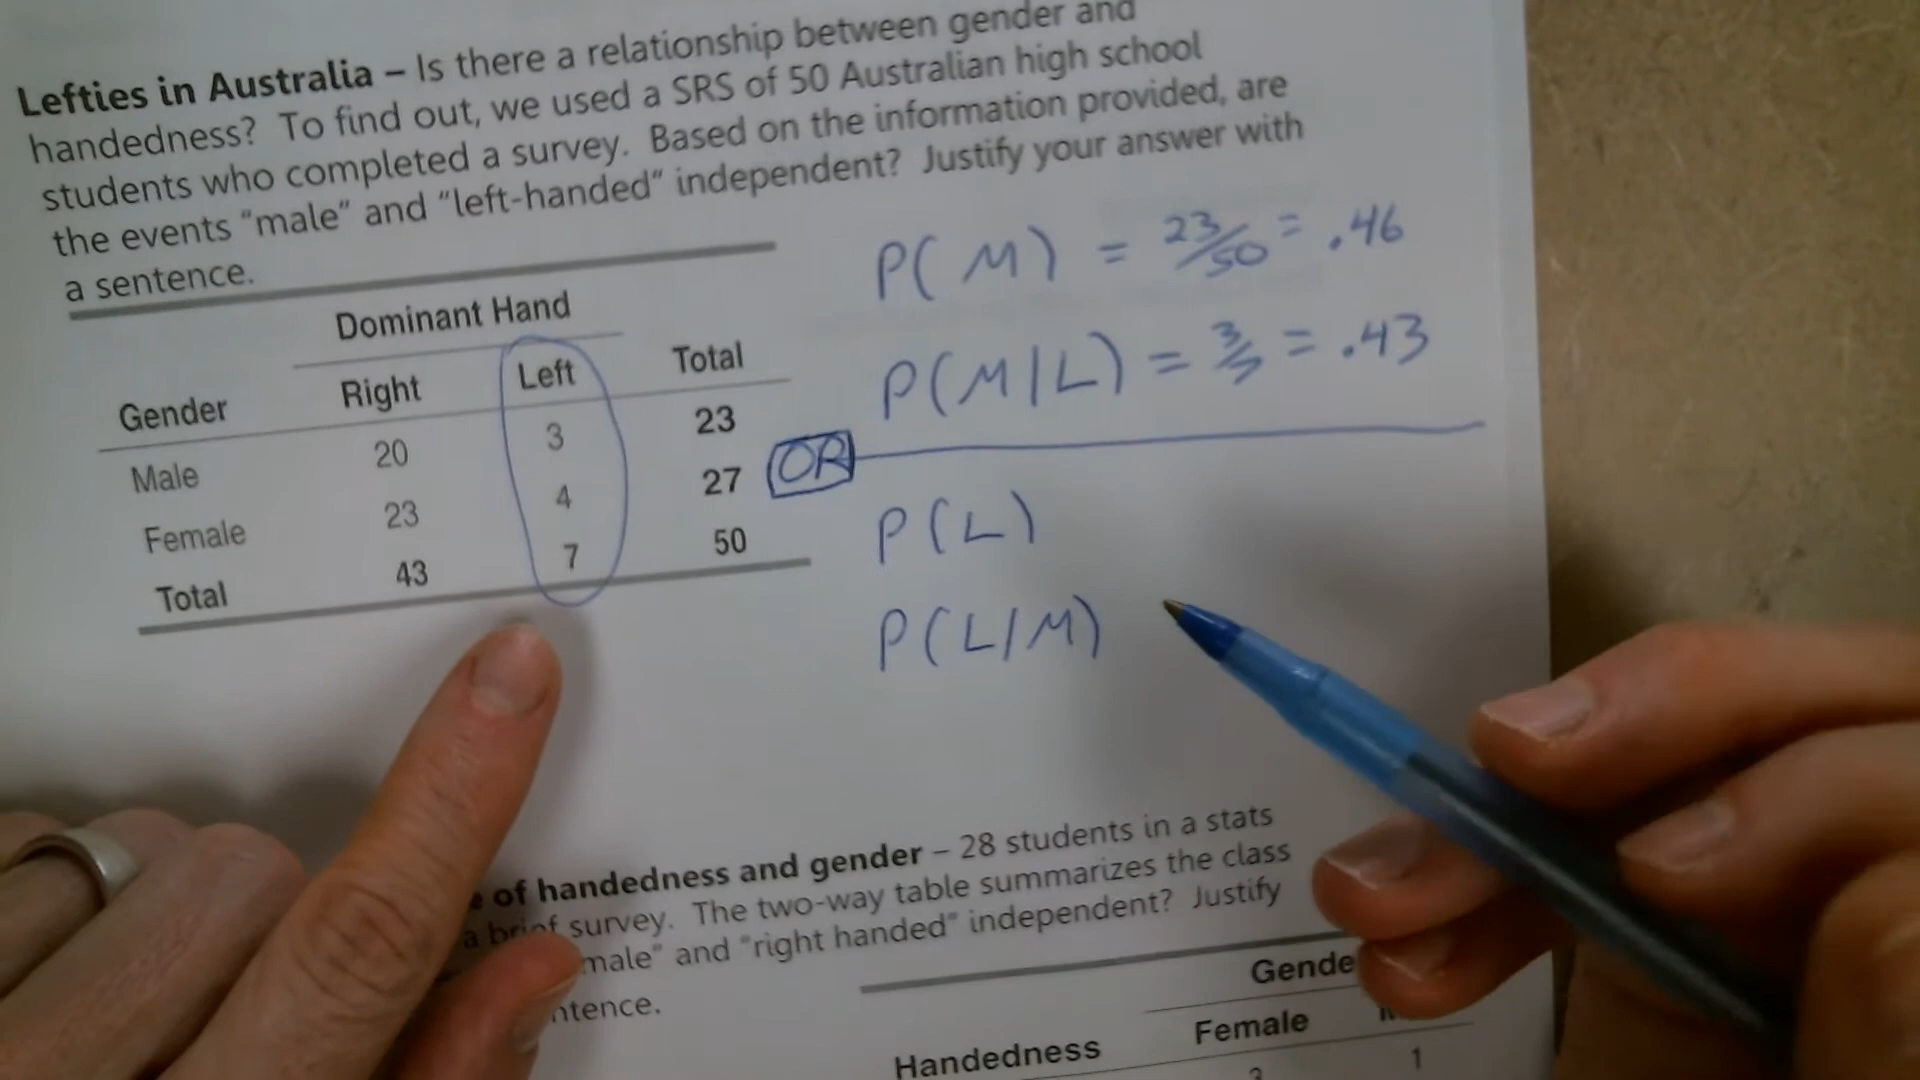 Lefties in Australia – Is there a relationship between gender and
handedness? To find out, we used a SRS of 50 Australian high school
students who completed a survey. Based on the information provided, are
the events “male” and “left-handed” independent? Justify your answer with
a sentence.
Dominant Hand
Gender Right Left Total
Male 20 3 23
Female 23 4 27
Total 43 7 50
P(M) = 23/50 = .46
P(M|L) = 3/7 = .43
OR
P(L)
P(L|M)
of handedness and gender – 28 students in a stats
a brief survey. The two-way table summarizes the class
male” and “right handed” independent? Justify
ntence.
Gende
Handedness Female
3 1